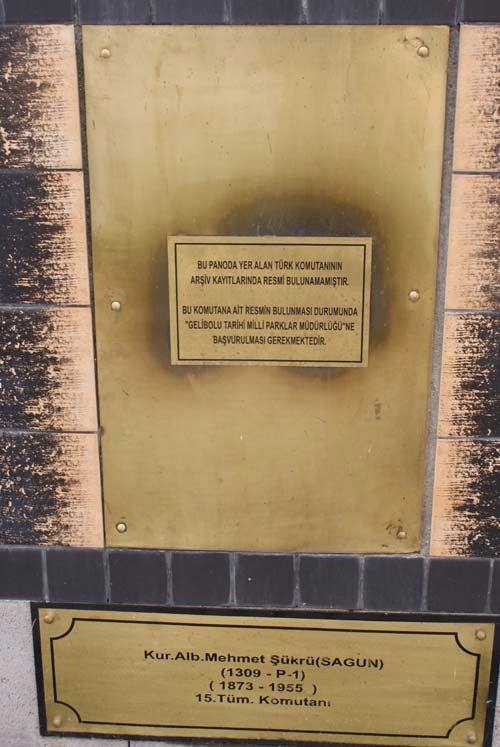 BU PANODA YER ALAN TÜRK KOMUTANININ
ARŞİV KAYITLARINDA RESMİ BULUNAMAMIŞTIR.
BU KOMUTANA AİT RESMİN BULUNMASI DURUMUNDA
"GELİBOLU TARİHİ MİLLİ PARKLAR MÜDÜRLÜĞÜ"NE
BAŞVURULMASI GEREKMEKTEDİR.
Kur.Alb.Mehmet Şükrü(SAGUN)
(1309 - P-1)
( 1873 - 1955 )
15.Tüm. Komutanı